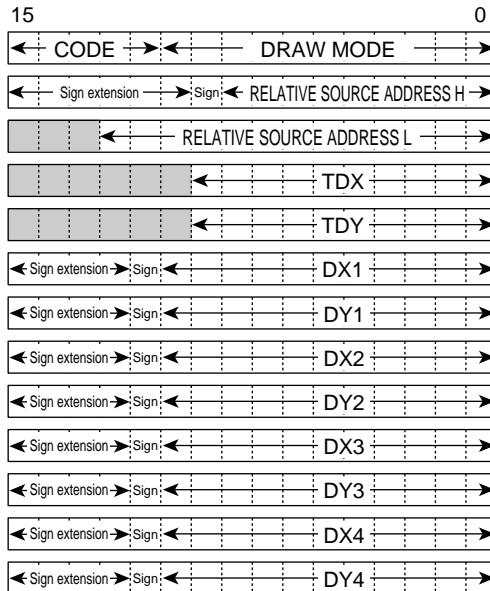 15 0
CODE DRAW MODE
Sign extension Sign RELATIVE SOURCE ADDRESS H
RELATIVE SOURCE ADDRESS L
TDX
TDY
Sign extension Sign DX1
Sign extension Sign DY1
Sign extension Sign DX2
Sign extension Sign DY2
Sign extension Sign DX3
Sign extension Sign DY3
Sign extension Sign DX4
Sign extension Sign DY4